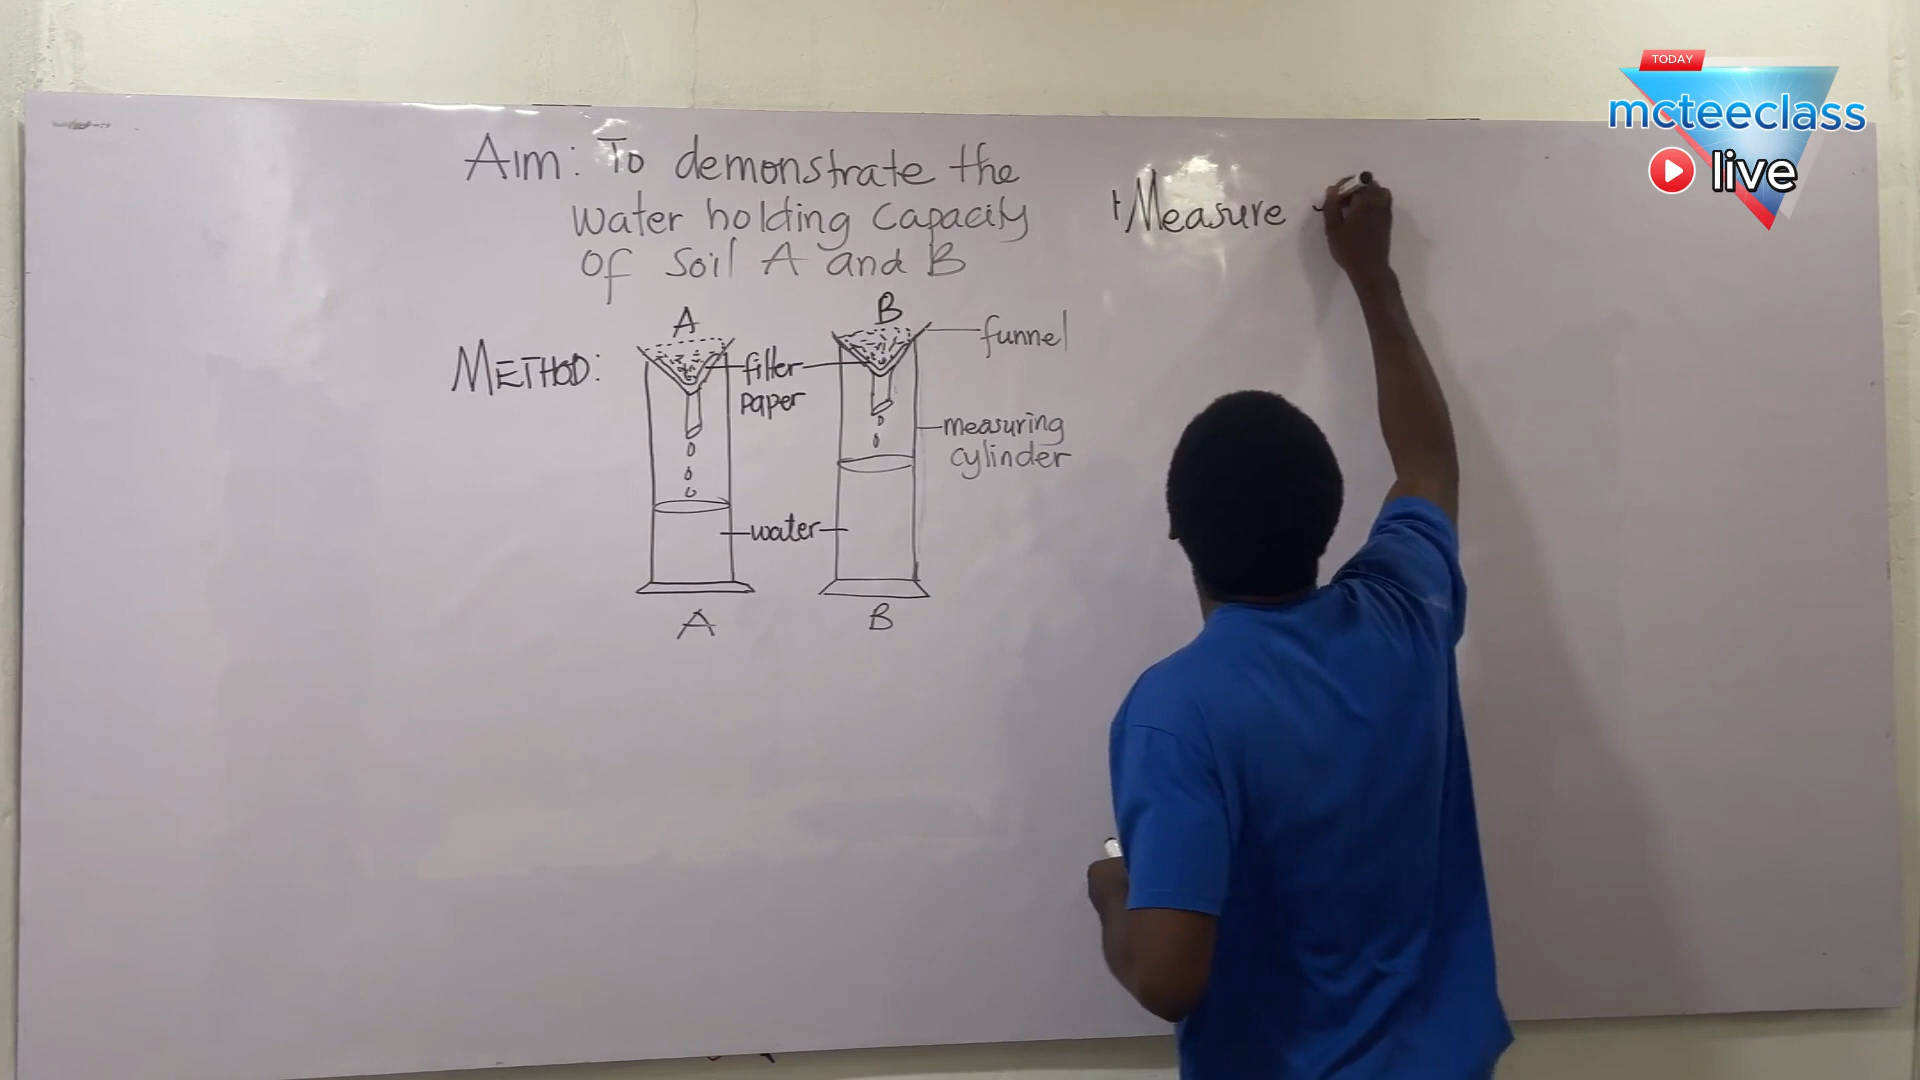 TODAY
mcteeclass
live
Aim: To demonstrate the
water holding capacity
of soil A and B
METHOD:
A
B
filter
paper
funnel
measuring
cylinder
water
A
B
1 Measure